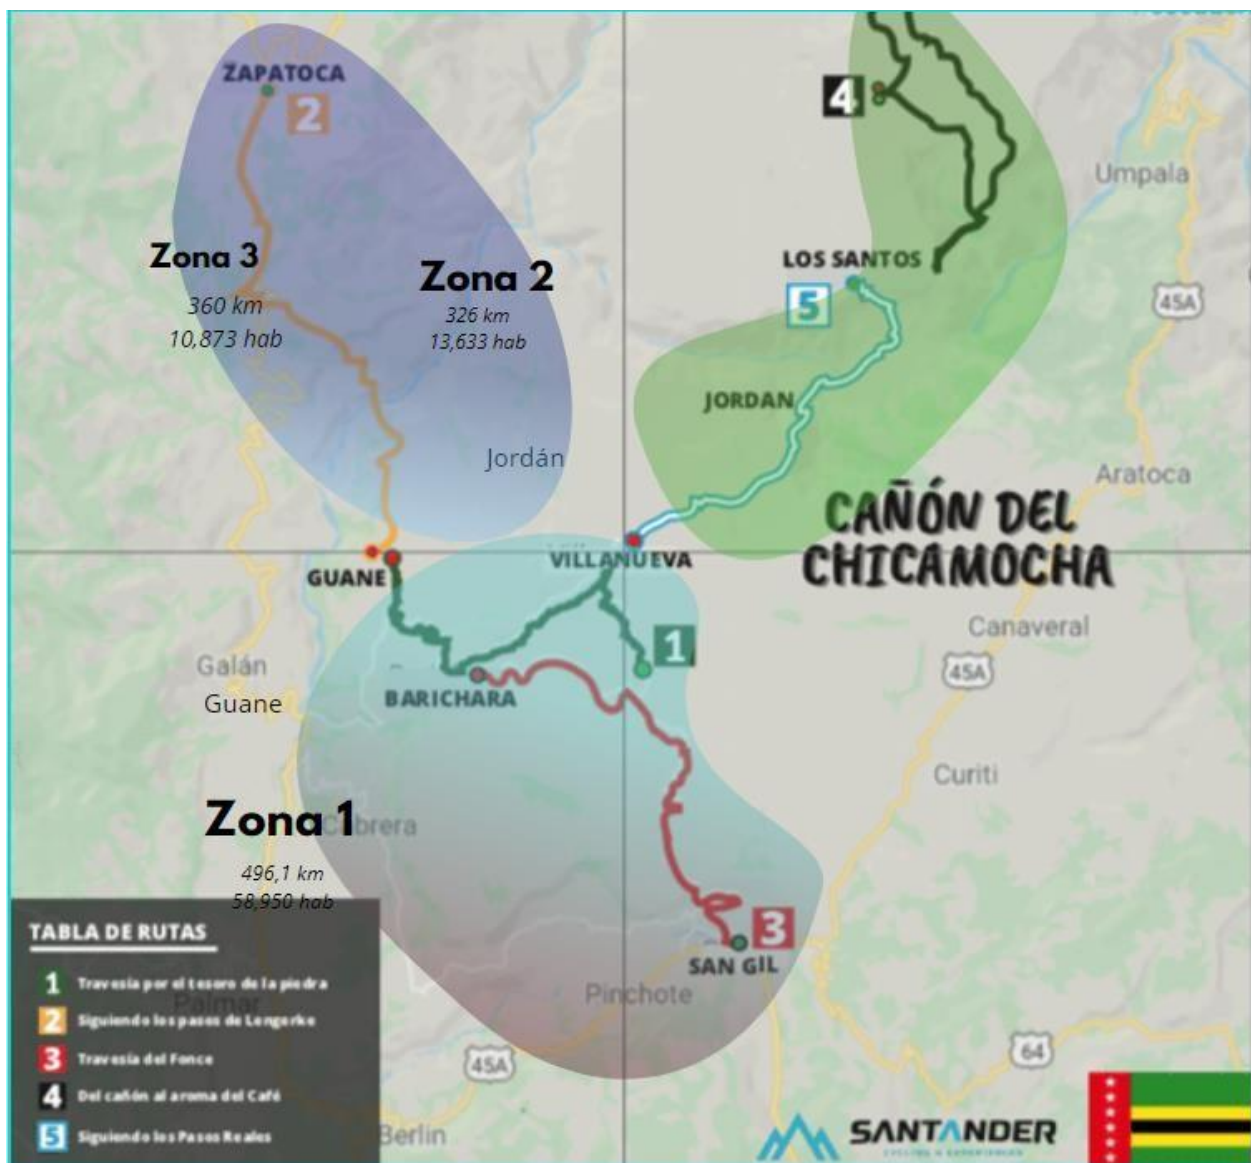 ZAPATOCA
2
4
Umpala
Zona 3
360 km
10,873 hab
Zona 2
326 km
13,633 hab
LOS SANTOS
5
45A
JORDAN
Jordán
Aratoca
CAÑÓN DEL
CHICAMOCHA
GUANE
VILLANUEVA
1
Canaveral
45A
Galán
Guane
BARICHARA
Curiti
Zona 1
Cabrera
496,1 km
58,950 hab
3
SAN GIL
Pinchote
TABLA DE RUTAS
1 Travesía por el tesoro de la piedra
Palmar
2 Siguiendo los pasos de Lengerke
3 Travesía del Fonce
4 Del cañón al aroma del Café
5 Siguiendo los Pasos Reales
45A
64
Berlin
SANTANDER